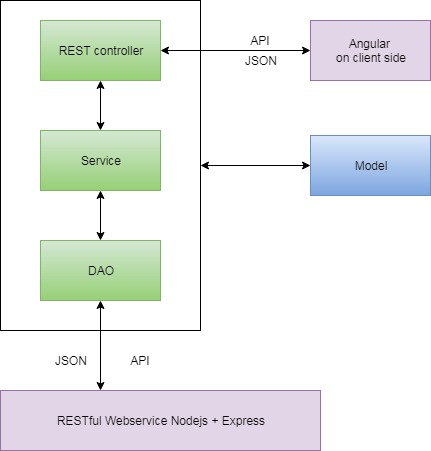 REST controller
API
JSON
Angular
on client side
Service
Model
DAO
JSON API
RESTful Webservice Nodejs + Express